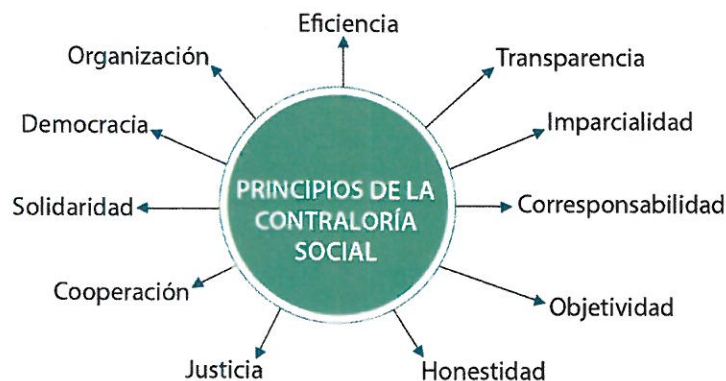 Eficiencia
Organización
Transparencia
Democracia
Imparcialidad
PRINCIPIOS DE LA
CONTRALORÍA
SOCIAL
Solidaridad
Corresponsabilidad
Cooperación
Objetividad
Justicia
Honestidad